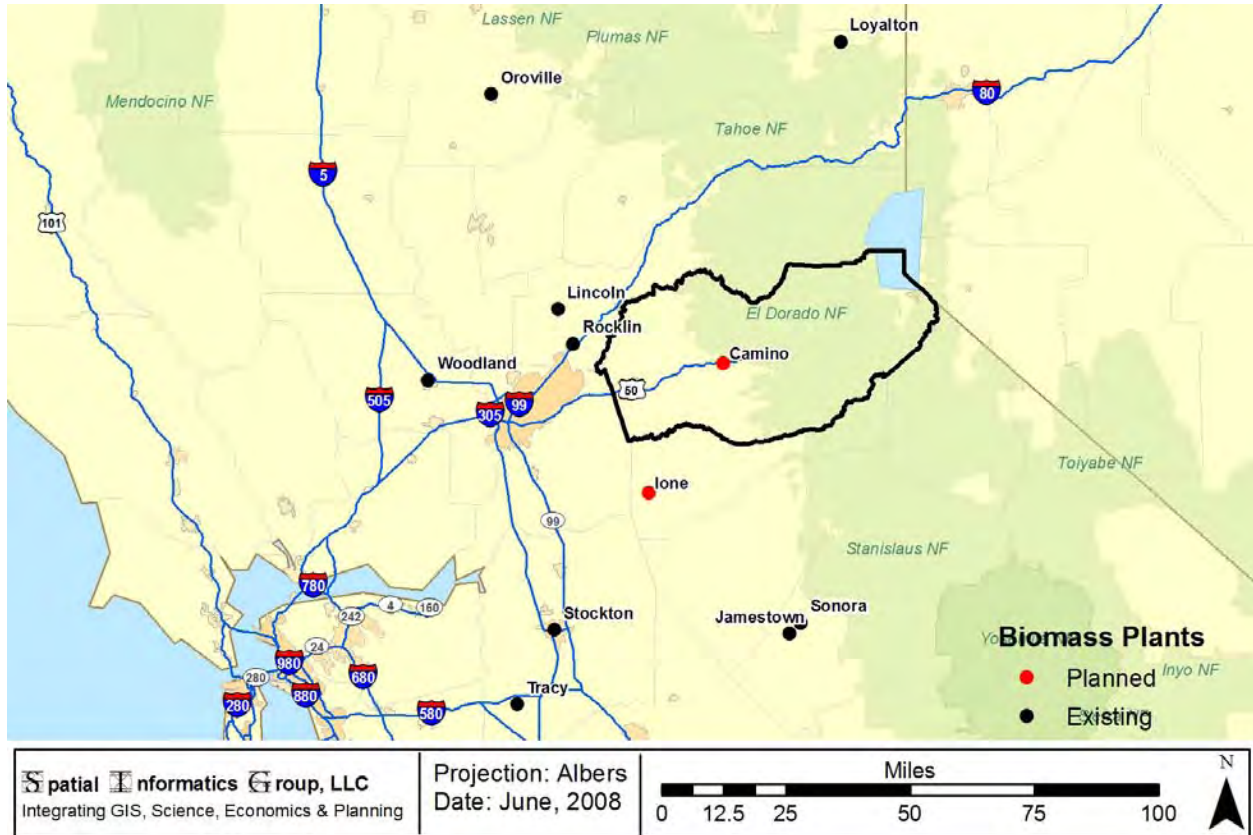 Lassen NF
Plumas NF
Loyalton
Oroville
Mendocino NF
80
Tahoe NF
5
101
Lincoln
Rocklin
El Dorado NF
Camino
Woodland
50
505
99
305
Toiyabe NF
Ione
99
Stanislaus NF
780
4
160
242
Stockton
Jamestown
Sonora
24
980
680
280
880
280
580
Tracy
Biomass Plants
Inyo NF
Planned
Existing
Spatial Informatics Group, LLC
Integrating GIS, Science, Economics & Planning
Projection: Albers
Date: June, 2008
Miles
0 12.5 25 50 75 100
N